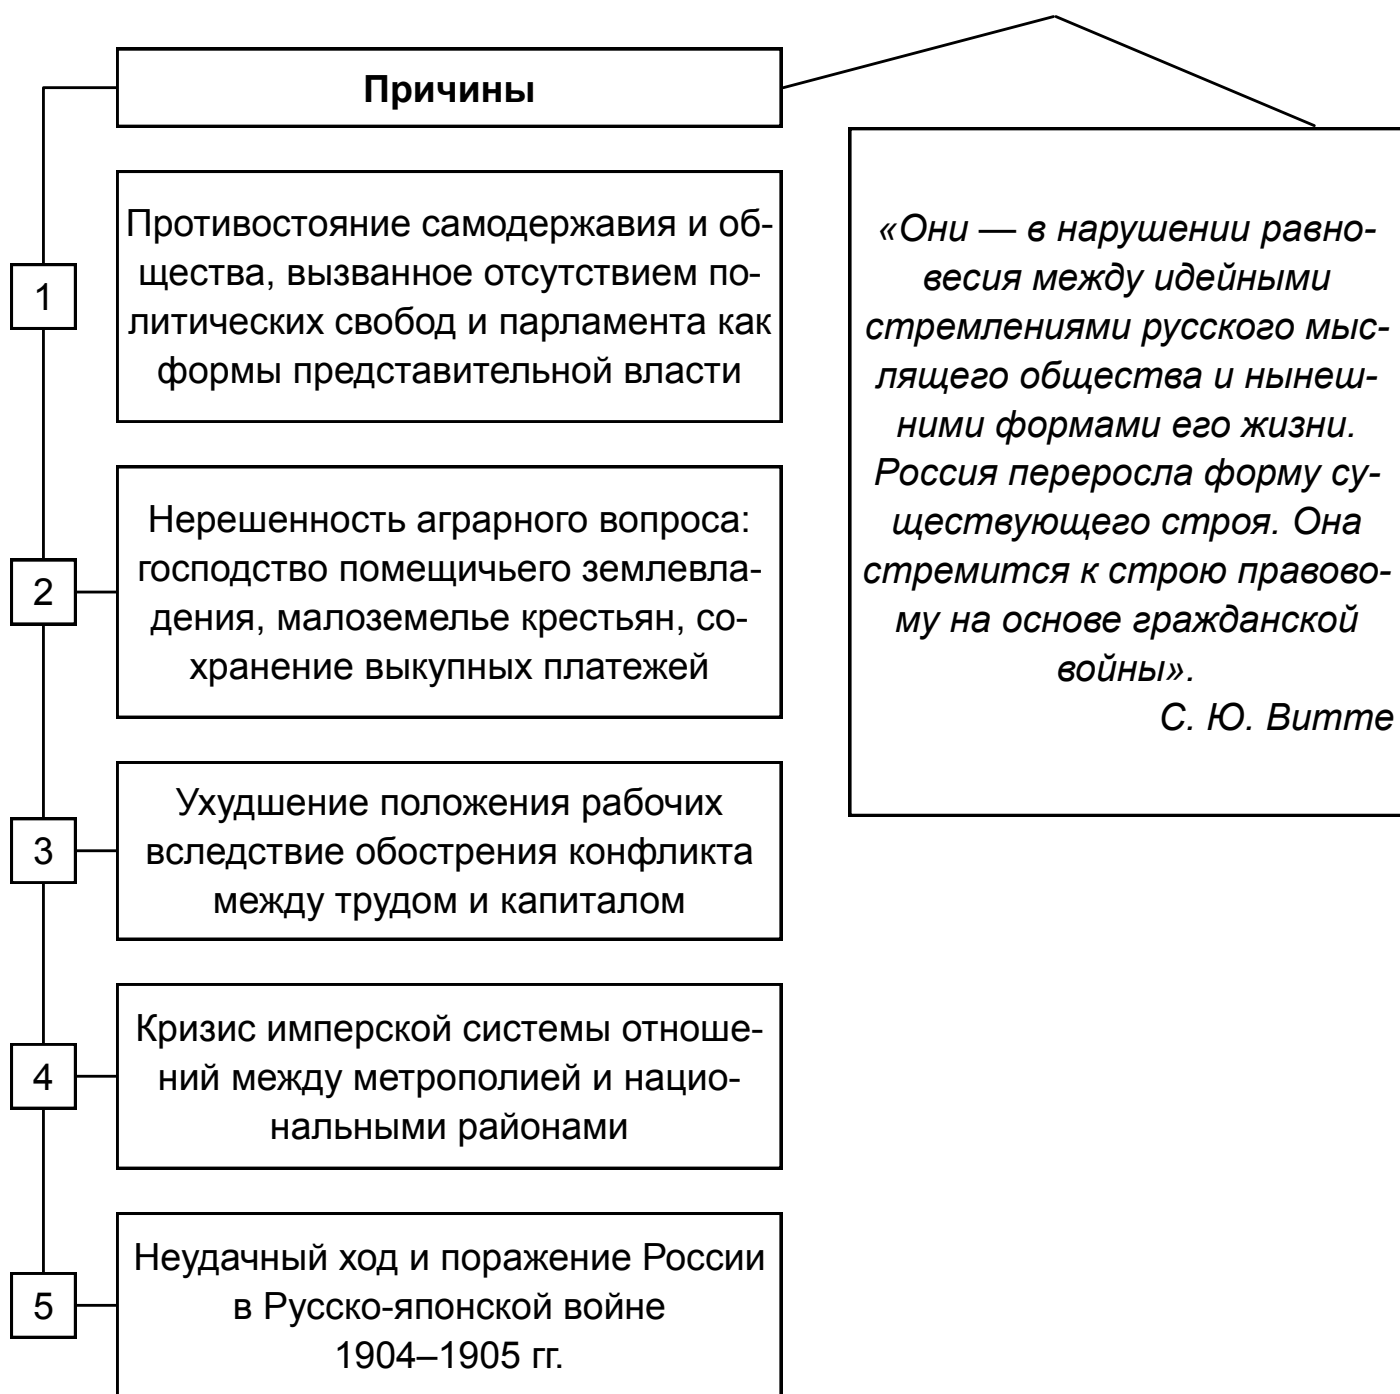 Причины
1
Противостояние самодержавия и об-
щества, вызванное отсутствием по-
литических свобод и парламента как
формы представительной власти
2
Нерешенность аграрного вопроса:
господство помещичьего землевла-
дения, малоземелье крестьян, со-
хранение выкупных платежей
3
Ухудшение положения рабочих
вследствие обострения конфликта
между трудом и капиталом
4
Кризис имперской системы отноше-
ний между метрополией и нацио-
нальными районами
5
Неудачный ход и поражение России
в Русско-японской войне
1904–1905 гг.
«Они — в нарушении равно-
весия между идейными
стремлениями русского мыс-
лящего общества и нынеш-
ними формами его жизни.
Россия переросла форму су-
ществующего строя. Она
стремится к строю правово-
му на основе гражданской
войны».
С. Ю. Витте